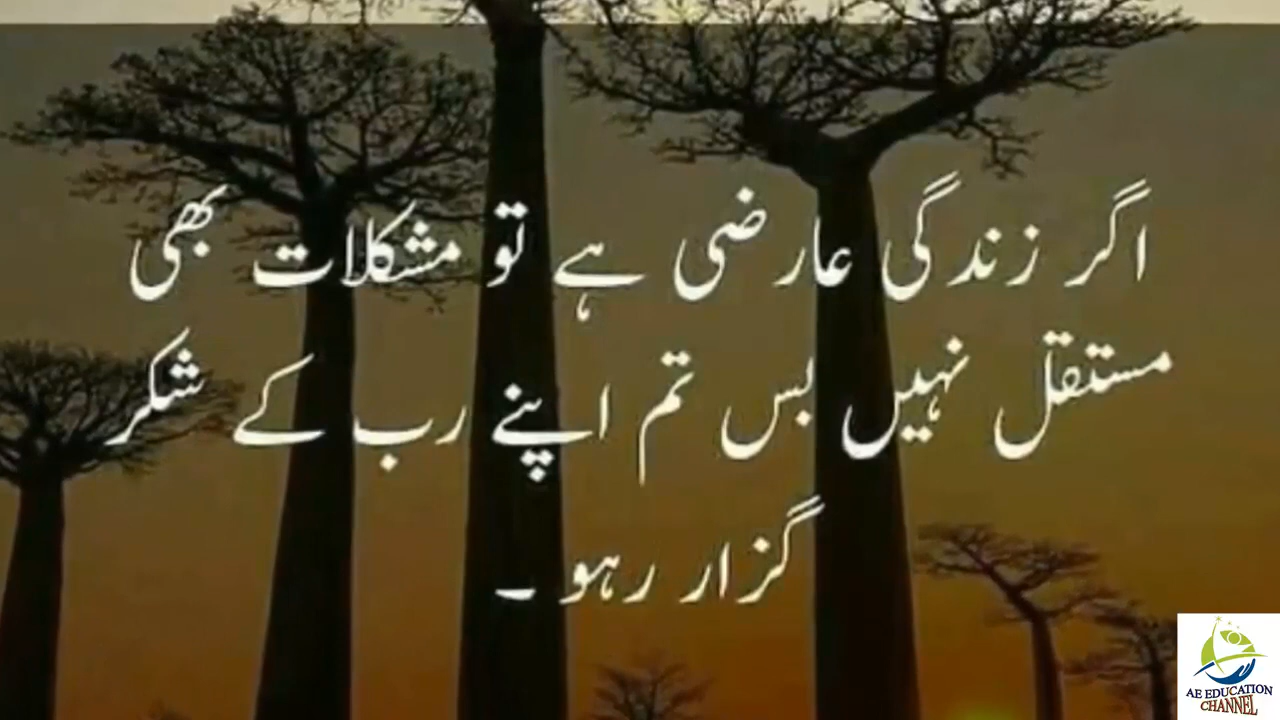 اگر زندگی عارضی ہے تو مشکلات بھی
مستقل نہیں بس تم اپنے رب کے شکر
گزار رہو ۔
AE EDUCATION
CHANNEL